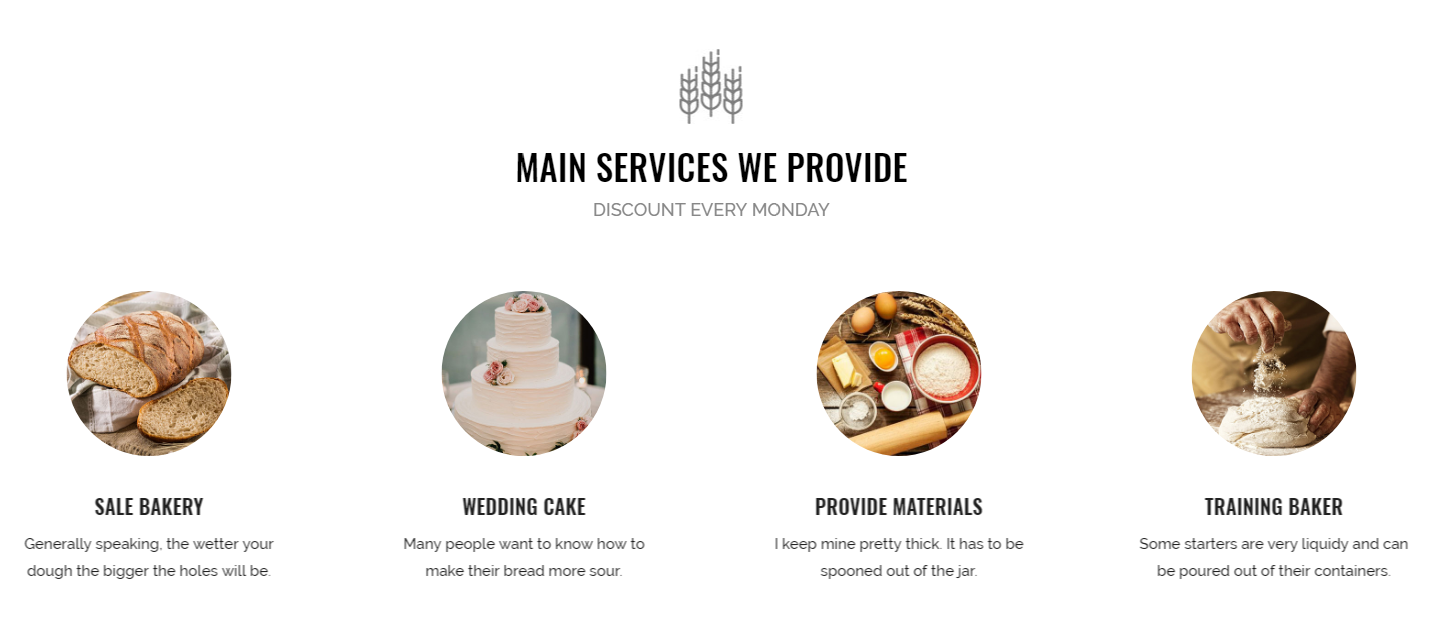 MAIN SERVICES WE PROVIDE
DISCOUNT EVERY MONDAY
SALE BAKERY
Generally speaking, the wetter your
dough the bigger the holes will be.
WEDDING CAKE
Many people want to know how to
make their bread more sour.
PROVIDE MATERIALS
I keep mine pretty thick. It has to be
spooned out of the jar.
TRAINING BAKER
Some starters are very liquidy and can
be poured out of their containers.